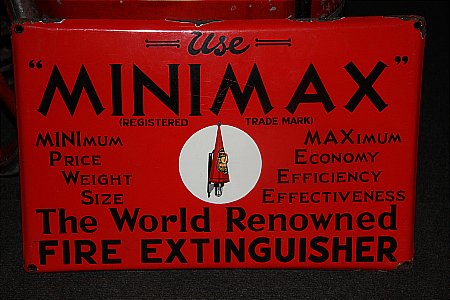 Use
"MINIMAX"
(REGISTERED TRADE MARK)
MINIMUM MAXIMUM
PRICE ECONOMY
WEIGHT EFFICIENCY
SIZE EFFECTIVENESS
The World Renowned
FIRE EXTINGUISHER